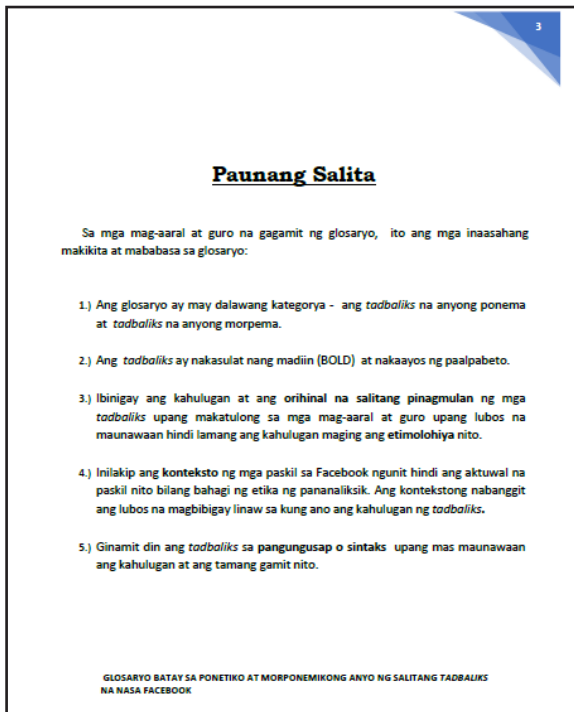 3
Paunang Salita
Sa mga mag-aaral at guro na gagamit ng glosaryo, ito ang mga inaasahang
makikita at mababasa sa glosaryo:
1.) Ang glosaryo ay may dalawang kategorya - ang tadbaliks na anyong ponema
at tadbaliks na anyong morpema.
2.) Ang tadbaliks ay nakasulat nang madiin (BOLD) at nakaayos ng paalpabeto.
3.) Ibinigay ang kahulugan at ang orihinal na salitang pinagmulan ng mga
tadbaliks upang makatulong sa mga mag-aaral at guro upang lubos na
maunawaan hindi lamang ang kahulugan maging ang etimolohiya nito.
4.) Inilakip ang konteksto ng mga paskil sa Facebook ngunit hindi ang aktuwal na
paskil nito bilang bahagi ng etika ng pananaliksik. Ang kontekstong nabanggit
ang lubos na magbibigay linaw sa kung ano ang kahulugan ng tadbaliks.
5.) Ginamit din ang tadbaliks sa pangungusap o sintaks upang mas maunawaan
ang kahulugan at ang tamang gamit nito.
GLOSARYO BATAY SA PONETIKO AT MORPONEMIKONG ANYO NG SALITANG TADBALIKS
NA NASA FACEBOOK